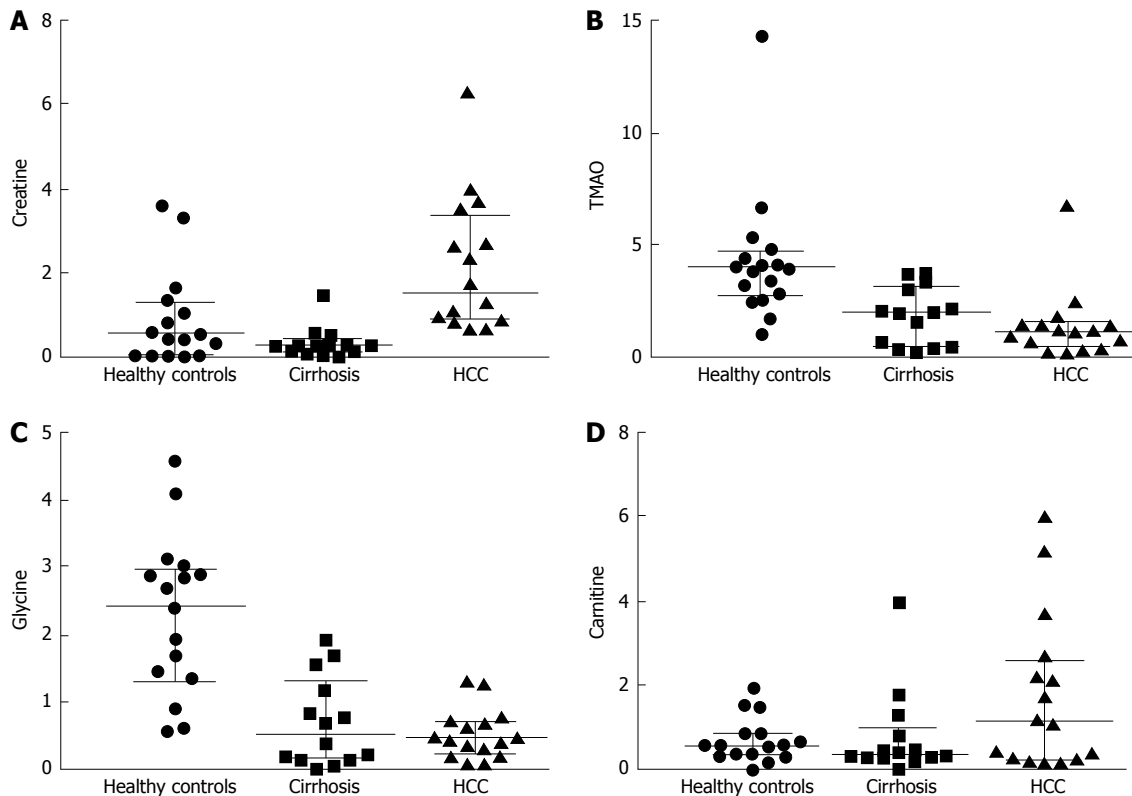 A
8
6
4
2
0
Creatine
Healthy controls
Cirrhosis
HCC
B
15
10
5
0
TMAO
Healthy controls
Cirrhosis
HCC
C
5
4
3
2
1
0
Glycine
Healthy controls
Cirrhosis
HCC
D
8
6
4
2
0
Carnitine
Healthy controls
Cirrhosis
HCC